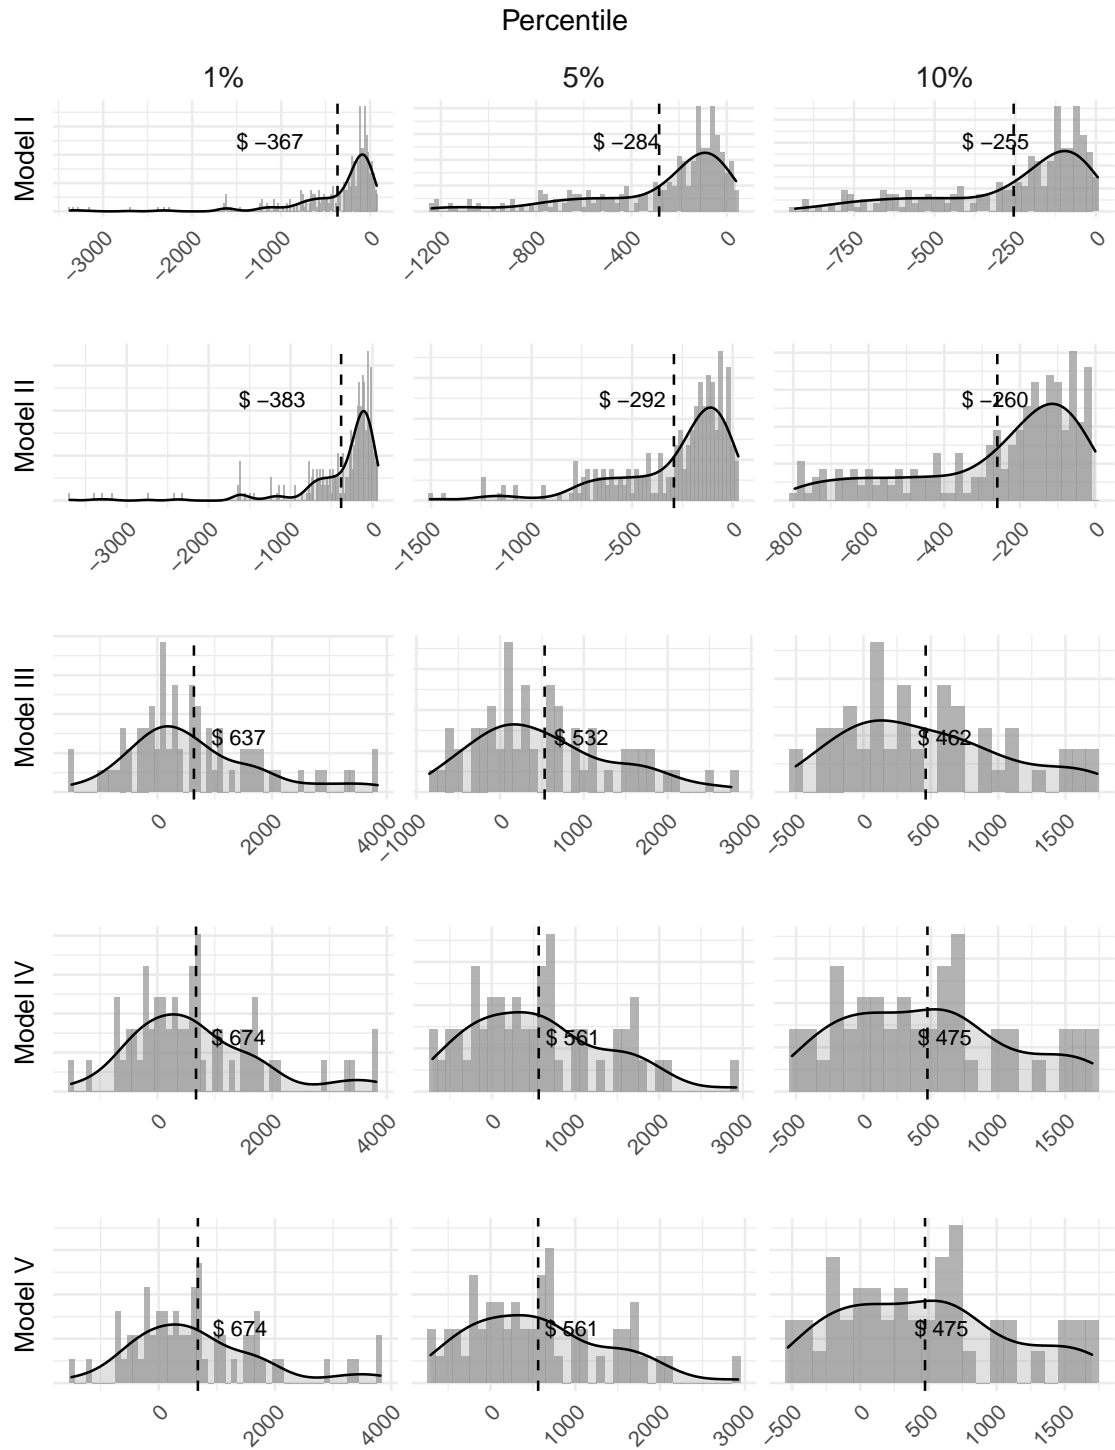 Percentile
1% 5% 10%
Model I
$ −367 $ −284 $ −255
−3000 −2000 −1000 0 −1200 −800 −400 0 −750 −500 −250 0
Model II
$ −383 $ −292 $ −260
−3000 −2000 −1000 0 −1500 −1000 −500 0 −800 −600 −400 −200 0
Model III
$ 637 $ 532 $ 462
0 2000 4000 −1000 0 1000 2000 3000 −500 0 500 1000 1500
Model IV
$ 674 $ 561 $ 475
0 2000 4000 0 1000 2000 3000 −500 0 500 1000 1500
Model V
$ 674 $ 561 $ 475
0 2000 4000 0 1000 2000 3000 −500 0 500 1000 1500